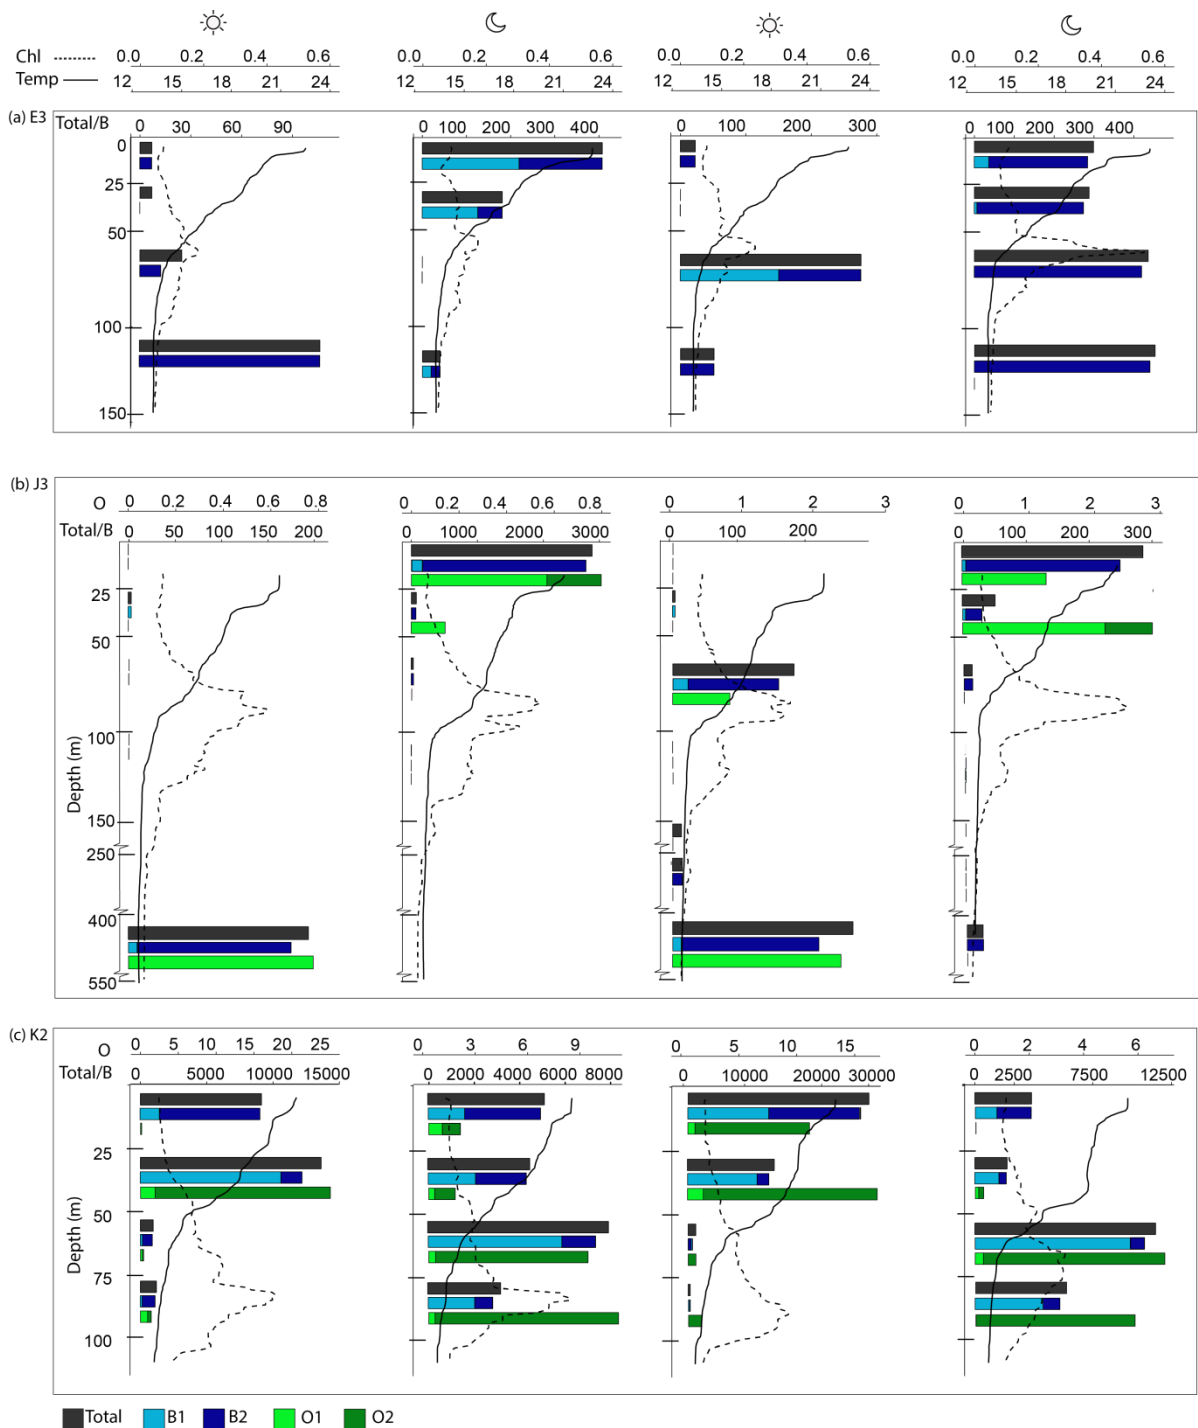 0.0 0.2 0.4 0.6 0.0 0.2 0.4 0.6 0.0 0.2 0.4 0.6 0.0 0.2 0.4 0.6
Chl
Temp
12 15 18 21 24 12 15 18 21 24 12 15 18 21 24 12 15 18 21 24
(a) E3 Total/B
0 30 60 90 0 100 200 300 400 0 100 200 300 0 100 200 300 400
0
25
50
100
150
(b) J3
O 0 0.2 0.4 0.6 0.8 0 0.2 0.4 0.6 0.8 0 1 2 3 0 1 2 3
Total/B 0 50 100 150 200 0 1000 2000 3000 0 100 200 0 100 200 300
25
50
100
Depth (m)
150
250
400
550
(c) K2
O 0 5 10 15 20 25 0 3 6 9 0 5 10 15 0 2 4 6
Total/B 0 5000 10000 15000 0 2000 4000 6000 8000 0 10000 20000 30000 0 2500 7500 12500
25
50
Depth (m)
75
100
Total B1 B2 O1 O2